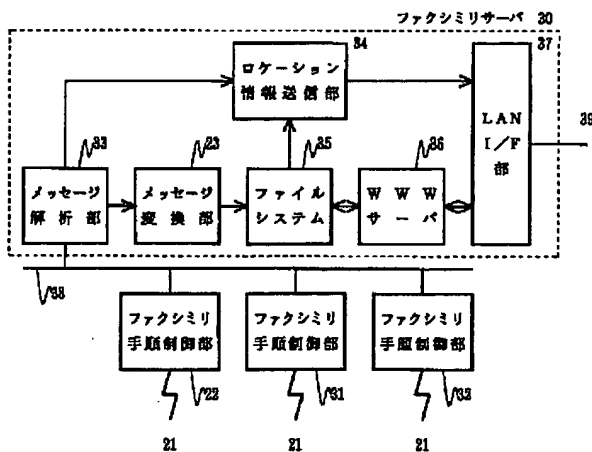 ファクシミリサーバ 30
34
37
ロケーション
情報送信部
LAN
I/F
部
39
33
23
35
36
メッセージ
解析部
メッセージ
変換部
ファイル
システム
WWW
サーバ
38
ファクシミリ
手順制御部
ファクシミリ
手順制御部
ファクシミリ
手順制御部
22
31
32
21
21
21